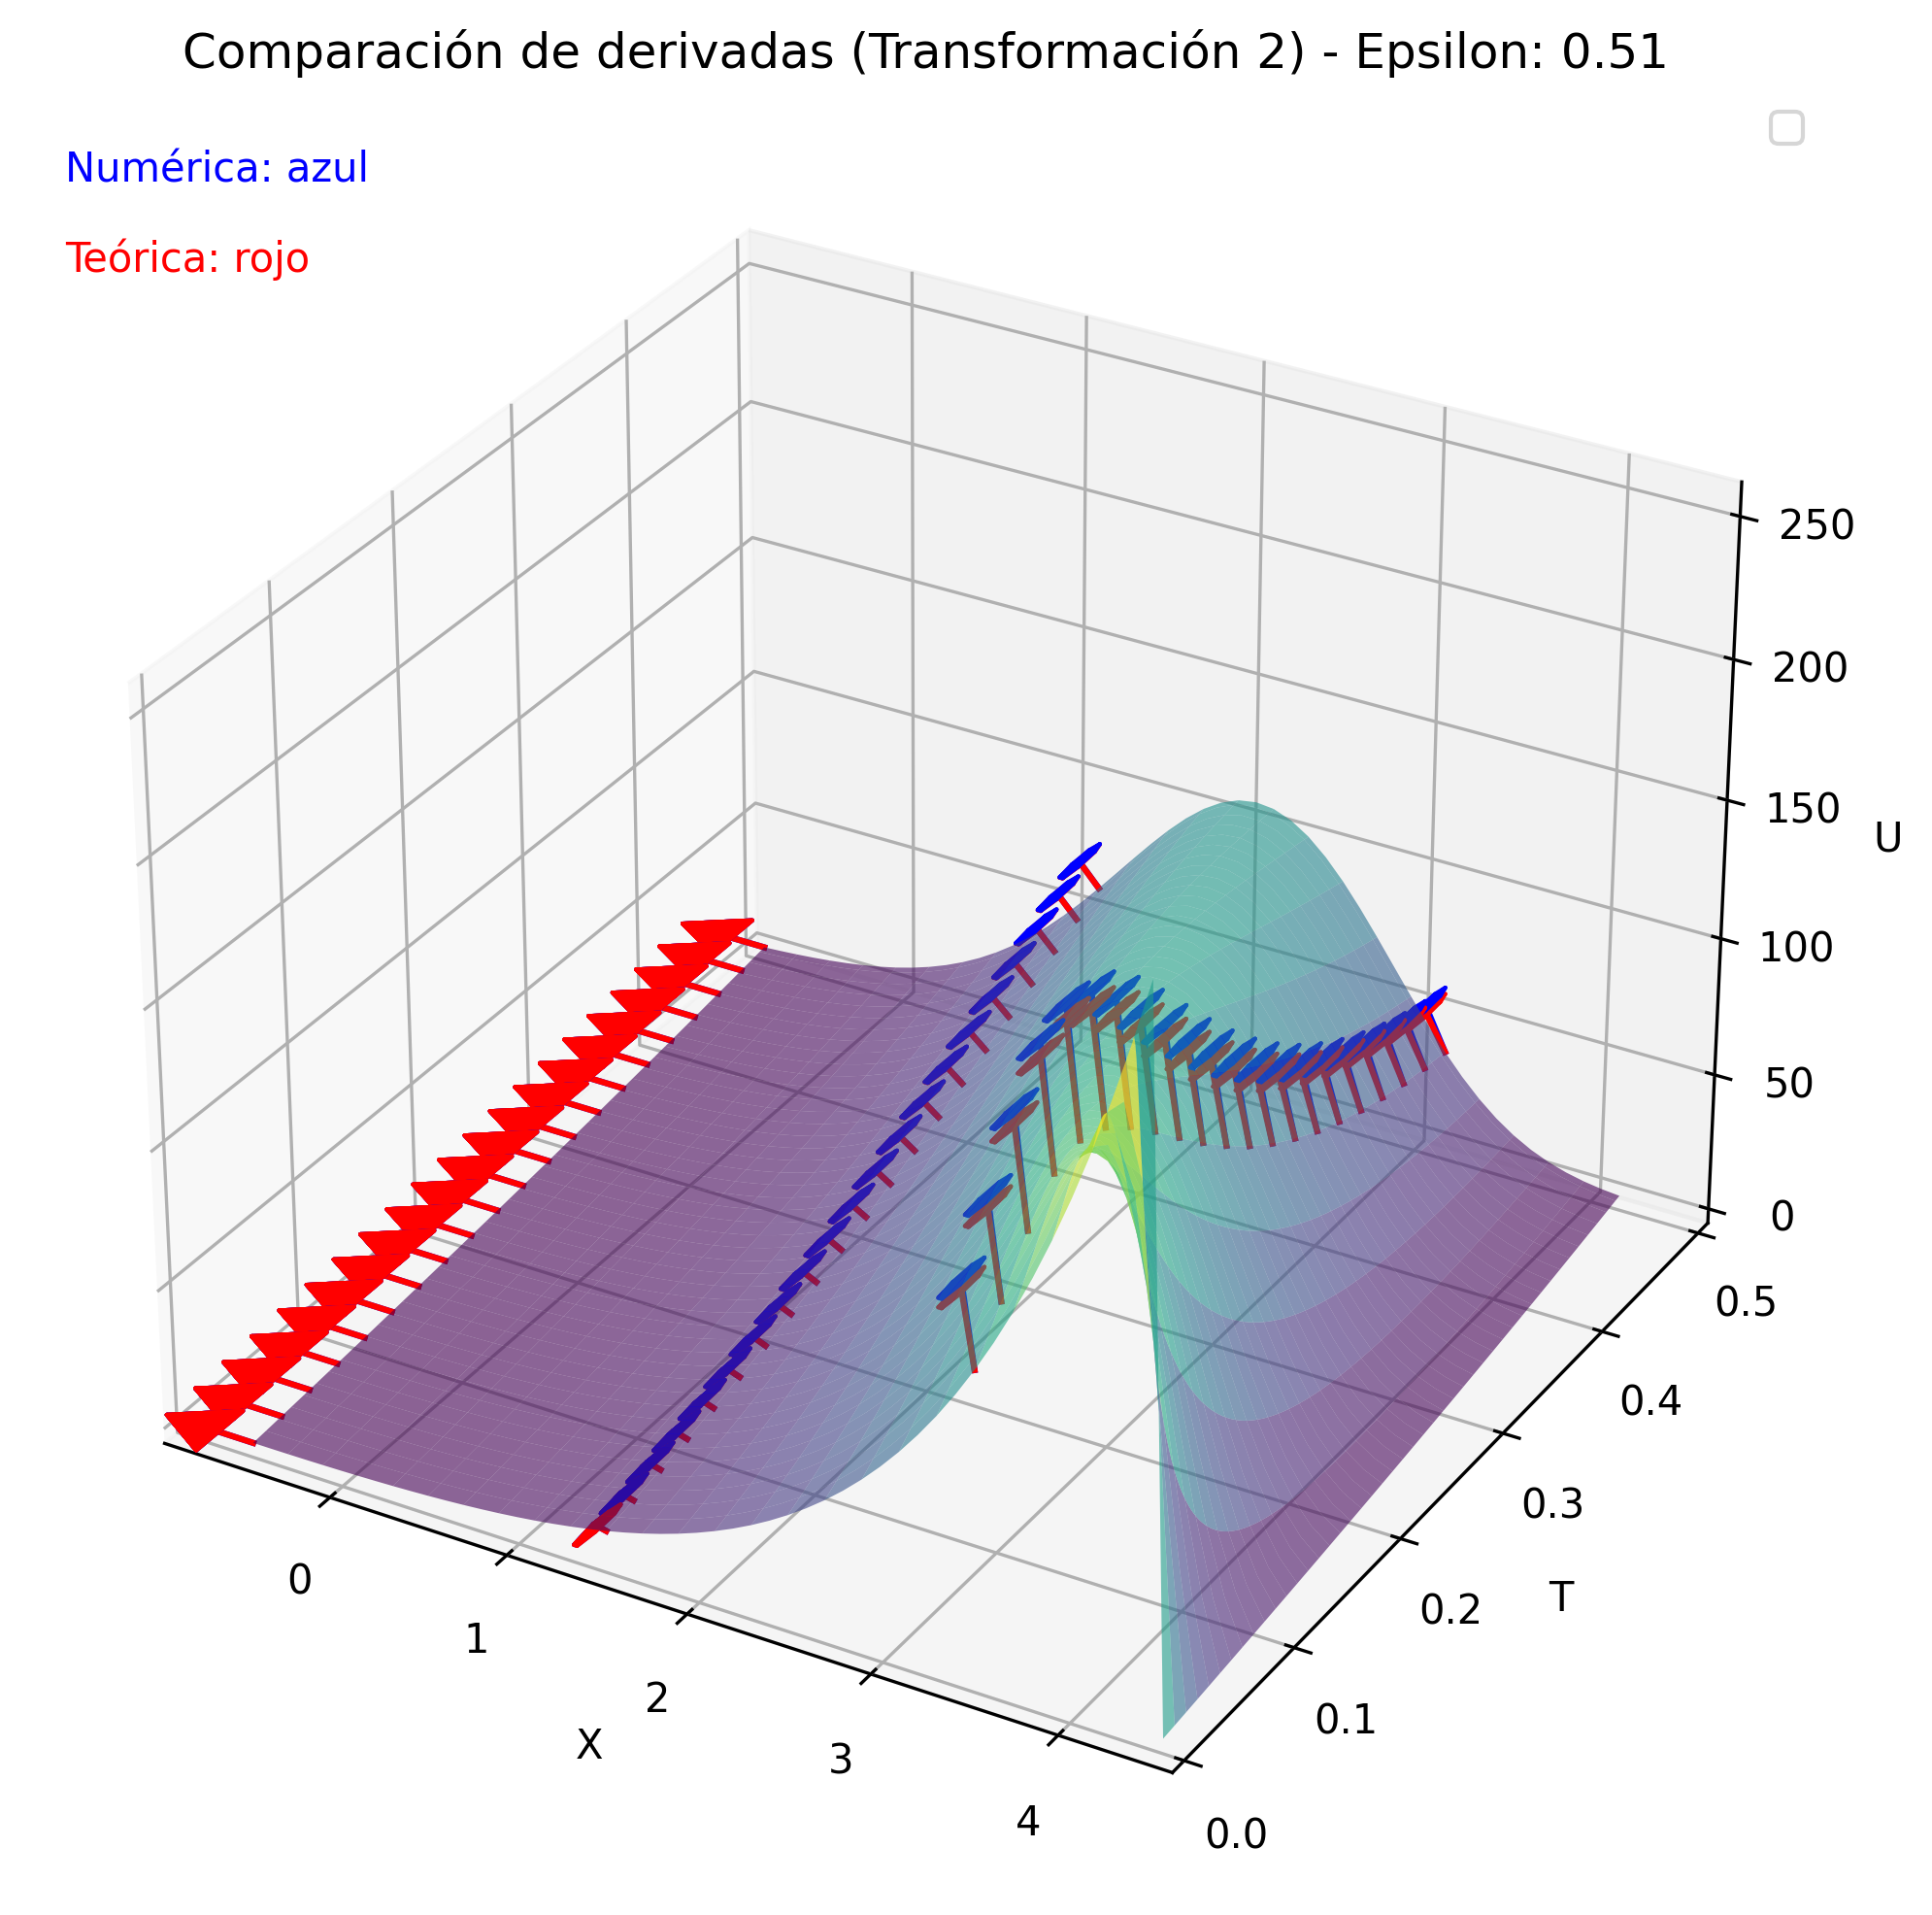 Comparación de derivadas (Transformación 2) - Epsilon: 0.51
Numérica: azul
Teórica: rojo
250
200
150
U
100
50
0
0.5
0.4
0.3
0.2
T
0.1
0.0
0
1
2
X
3
4